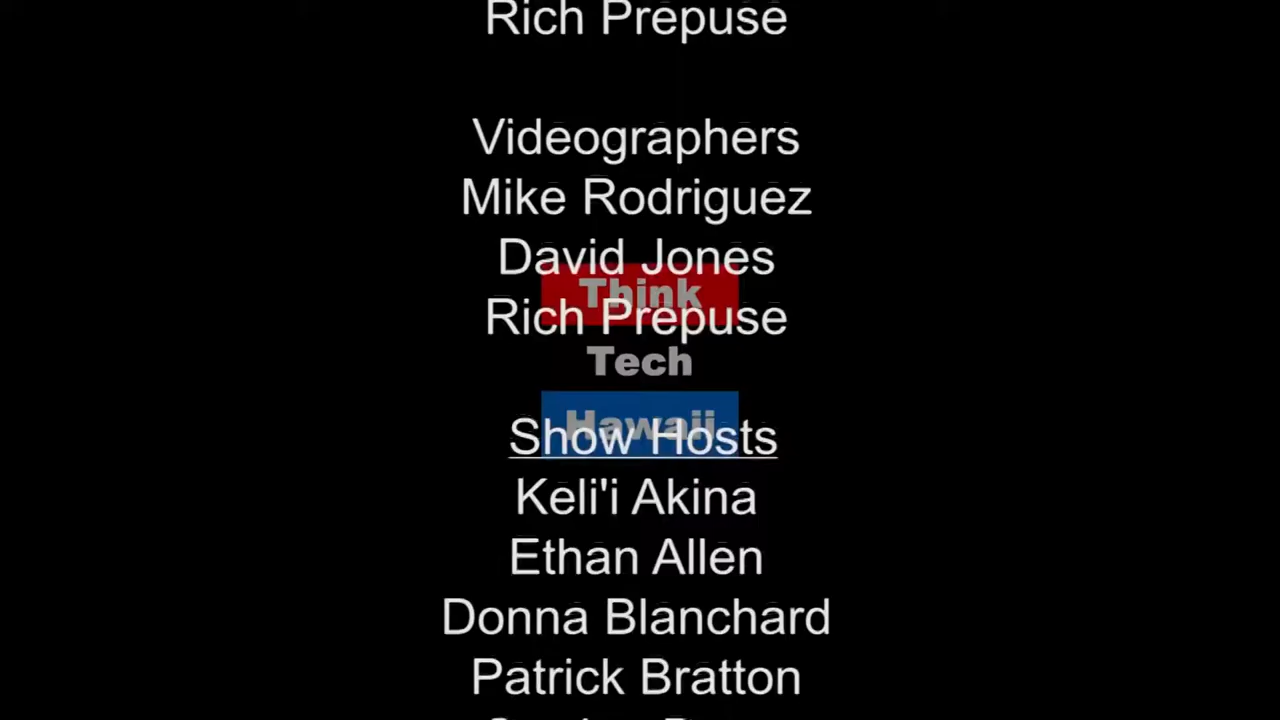 Rich Prepuse
Videographers
Mike Rodriguez
David Jones
Think
Rich Prepuse
Tech
Hawaii
Show Hosts
Keli'i Akina
Ethan Allen
Donna Blanchard
Patrick Bratton